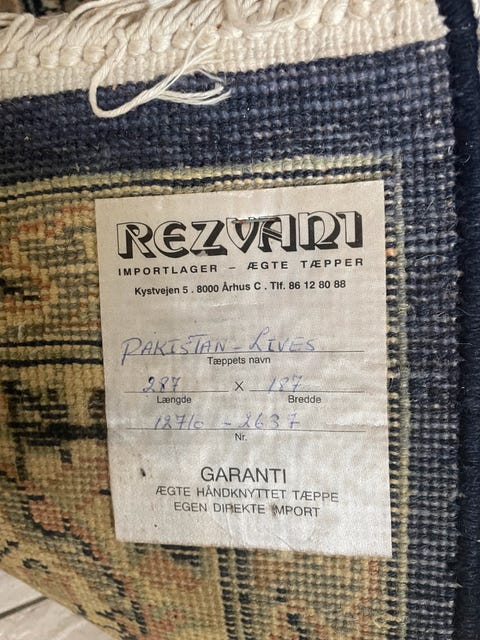 REZVANI
IMPORTLAGER – ÆGTE TÆPPER
Kystvejen 5 . 8000 Århus C . Tlf. 86 12 80 88
PAKISTAN - LIVES
Tæppets navn
287 x 187
Længde Bredde
12710 - 2637
Nr.
GARANTI
ÆGTE HÅNDKNYTTET TÆPPE
EGEN DIREKTE IMPORT